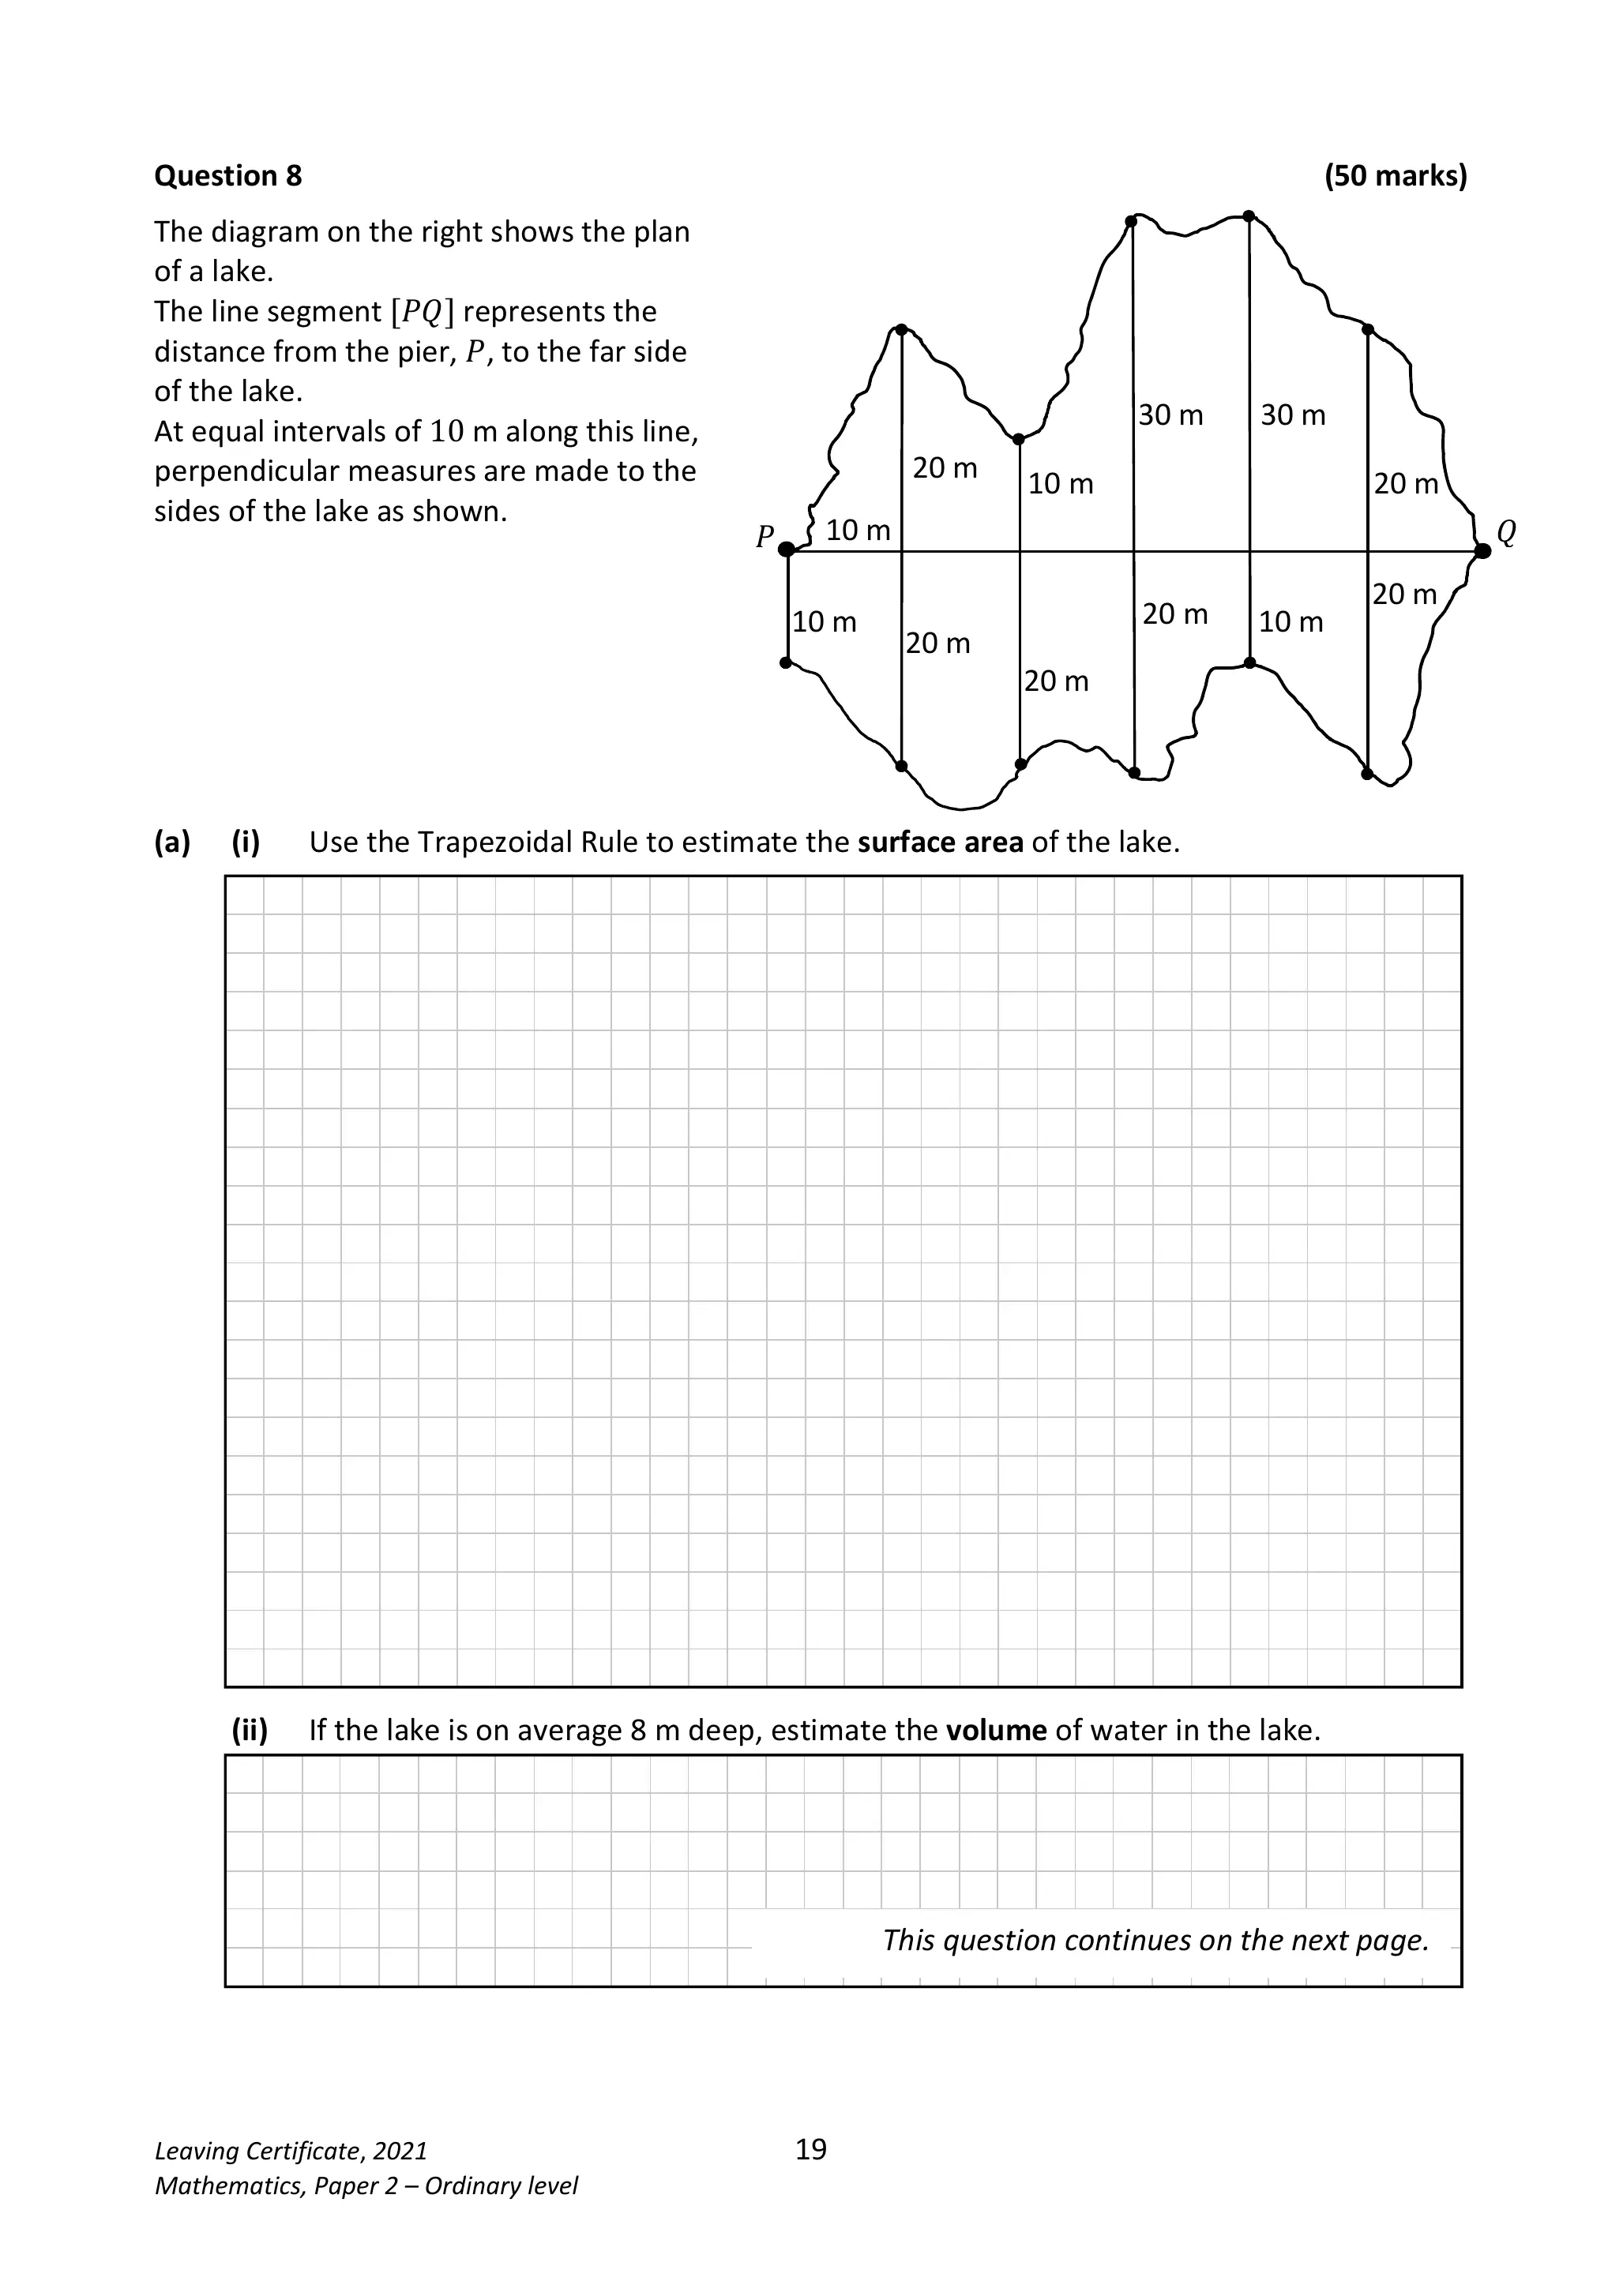 Question 8
(50 marks)
The diagram on the right shows the plan
of a lake.
The line segment [PQ] represents the
distance from the pier, P, to the far side
of the lake.
At equal intervals of 10 m along this line,
perpendicular measures are made to the
sides of the lake as shown.
30 m 30 m
20 m 10 m 20 m
P 10 m Q
10 m 20 m 20 m 20 m 10 m 20 m
(a) (i) Use the Trapezoidal Rule to estimate the surface area of the lake.
(ii) If the lake is on average 8 m deep, estimate the volume of water in the lake.
This question continues on the next page.
Leaving Certificate, 2021
19
Mathematics, Paper 2 – Ordinary level